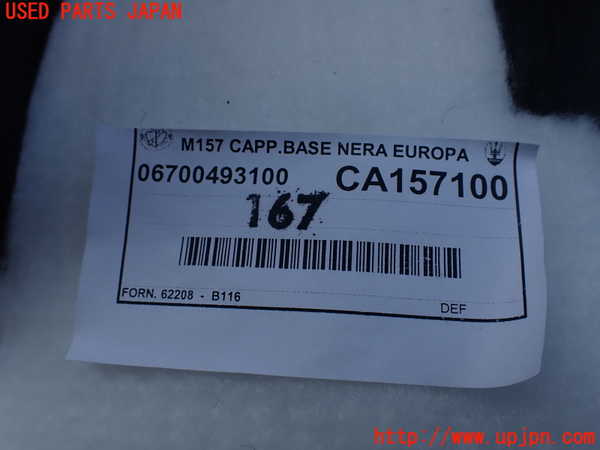 USED PARTS JAPAN
M157 CAPP.BASE NERA EUROPA
06700493100 CA157100
167
FORN. 62208 - B116
DEF
http://www.upjpn.com